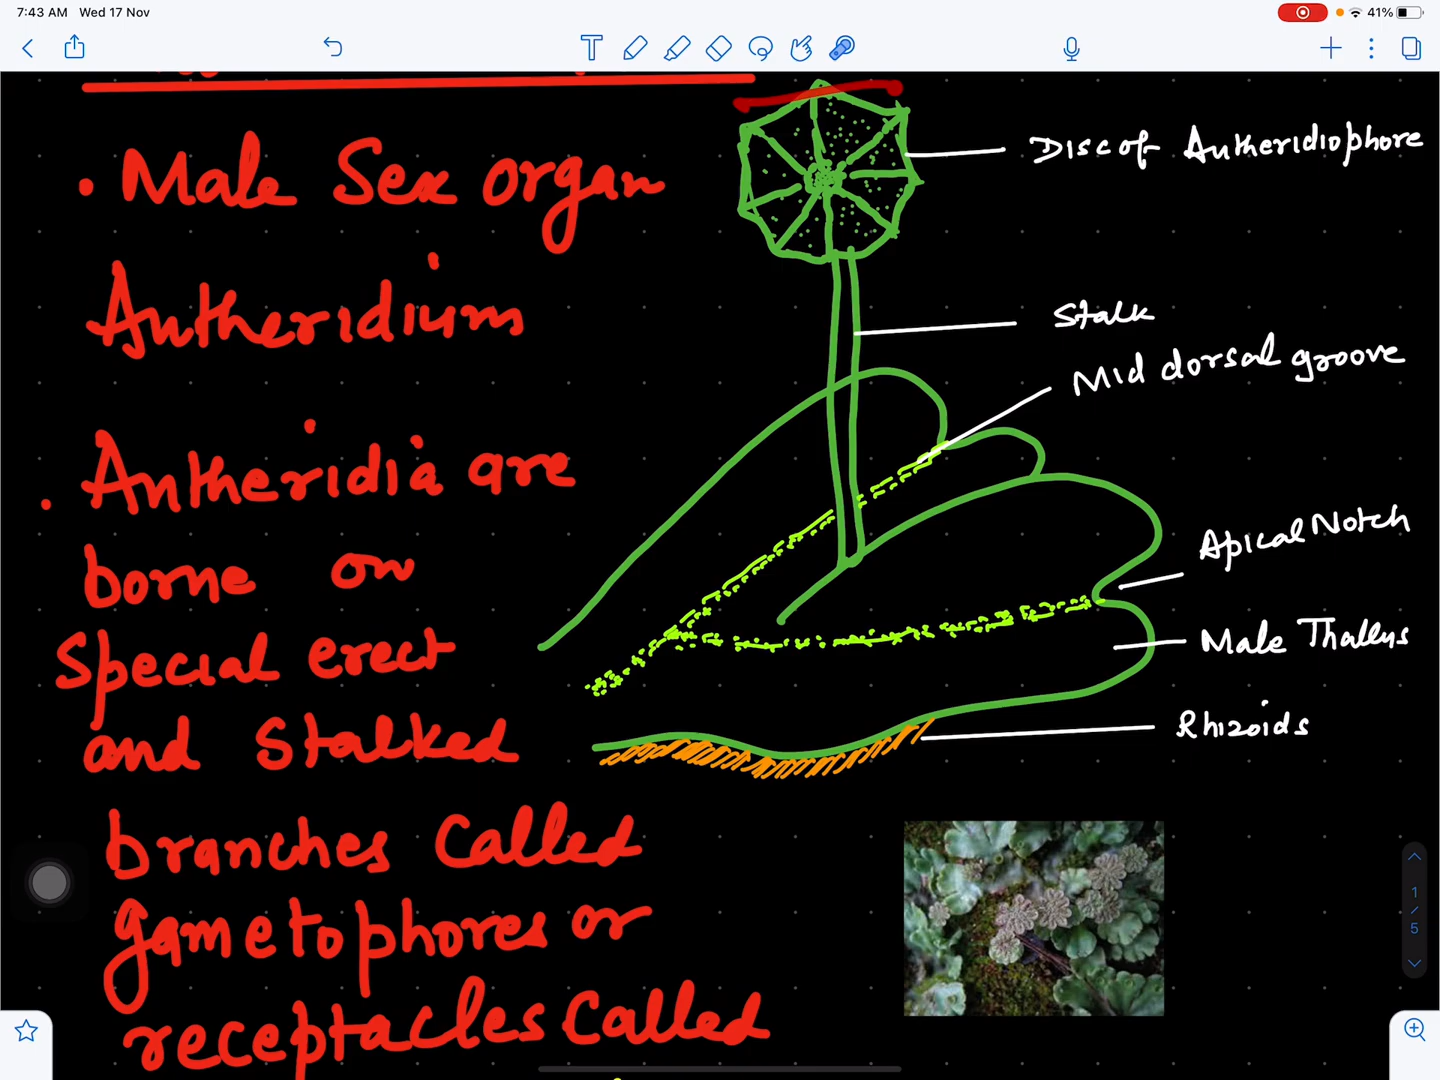 7:43 AM Wed 17 Nov
41%
. Male Sex organ
Antheridium
. Antheridia are
borne on
Special erect
and Stalked
branches Called
gametophores or
receptacles Called
Disc of Antheridiophore
Stalk
Mid dorsal groove
Apical Notch
Male Thallus
Rhizoids
1
/
5